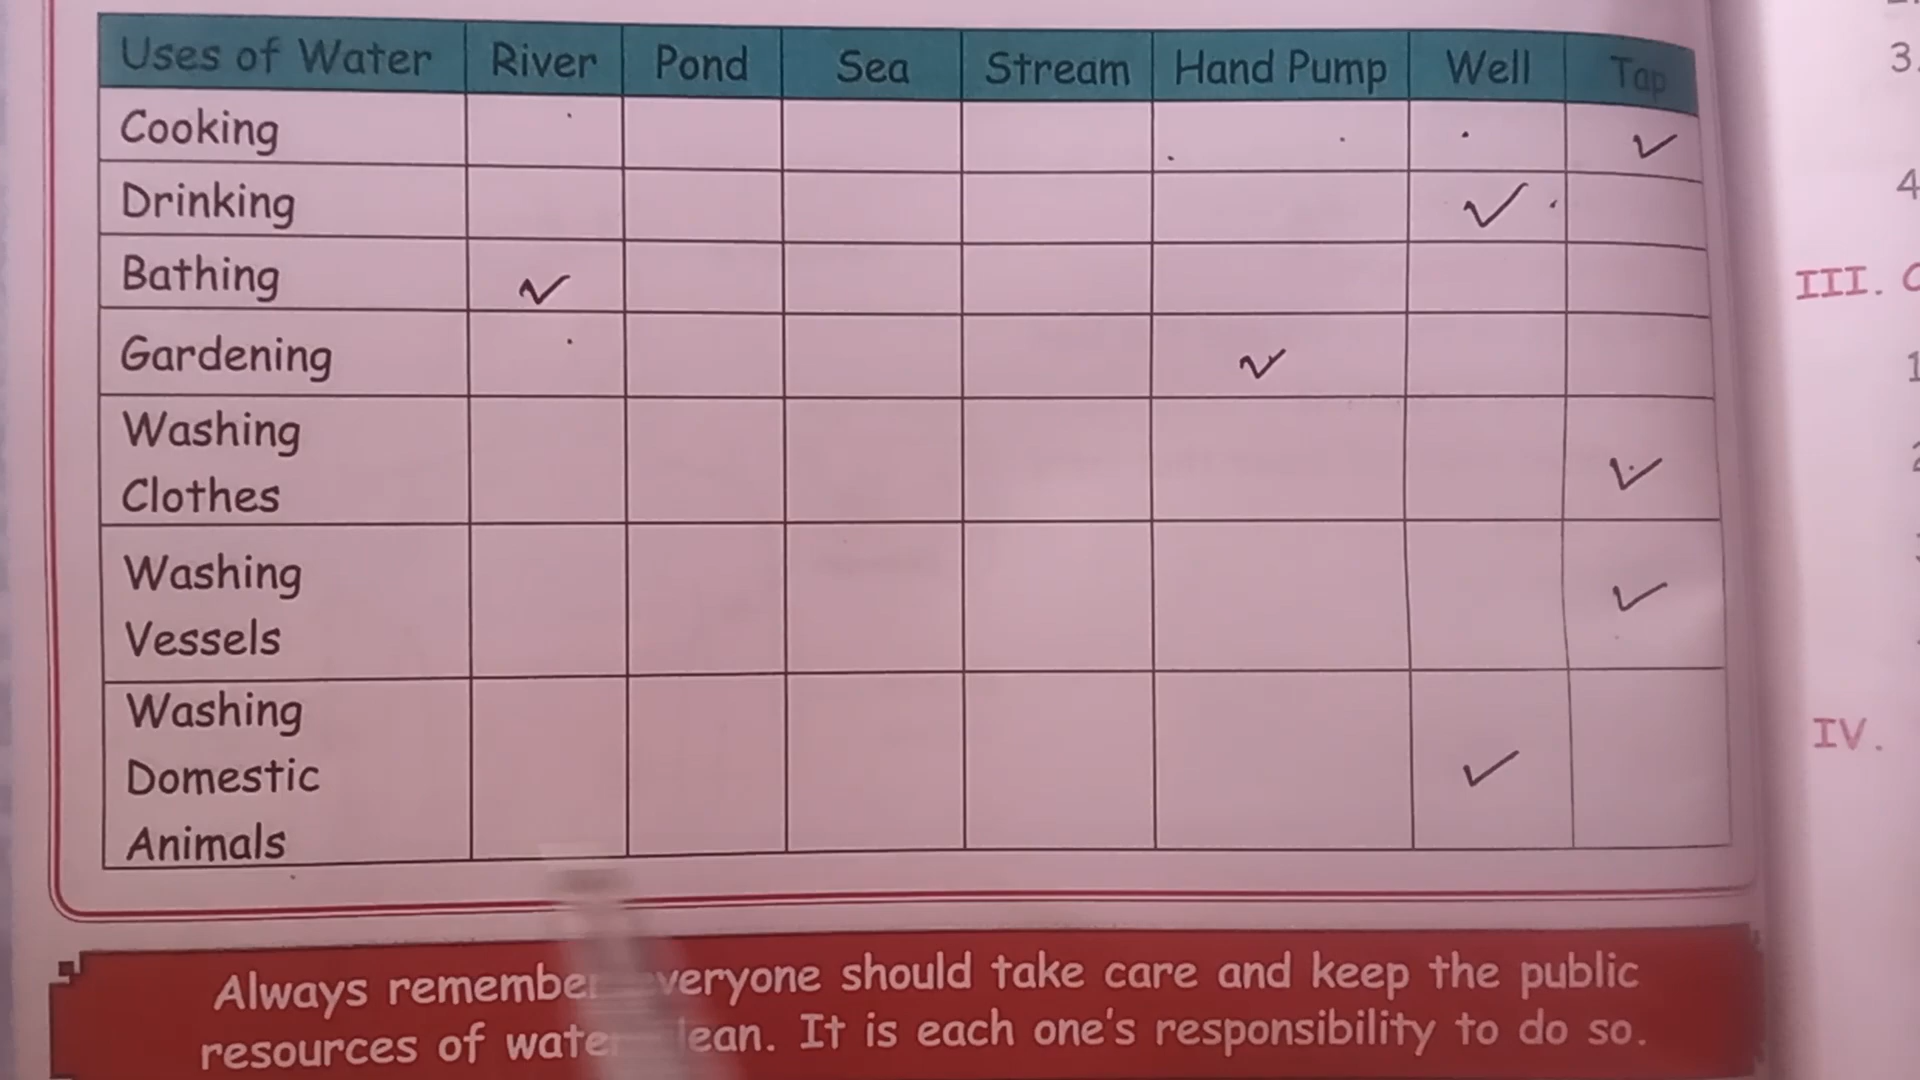 Uses of Water River Pond Sea Stream Hand Pump Well Tap
Cooking ✓
Drinking ✓
Bathing ✓
Gardening ✓
Washing
Clothes ✓
Washing ✓
Vessels
Washing
Domestic ✓
Animals
Always remember everyone should take care and keep the public
resources of water clean. It is each one's responsibility to do so.
3.
4
III.
1
2
IV.